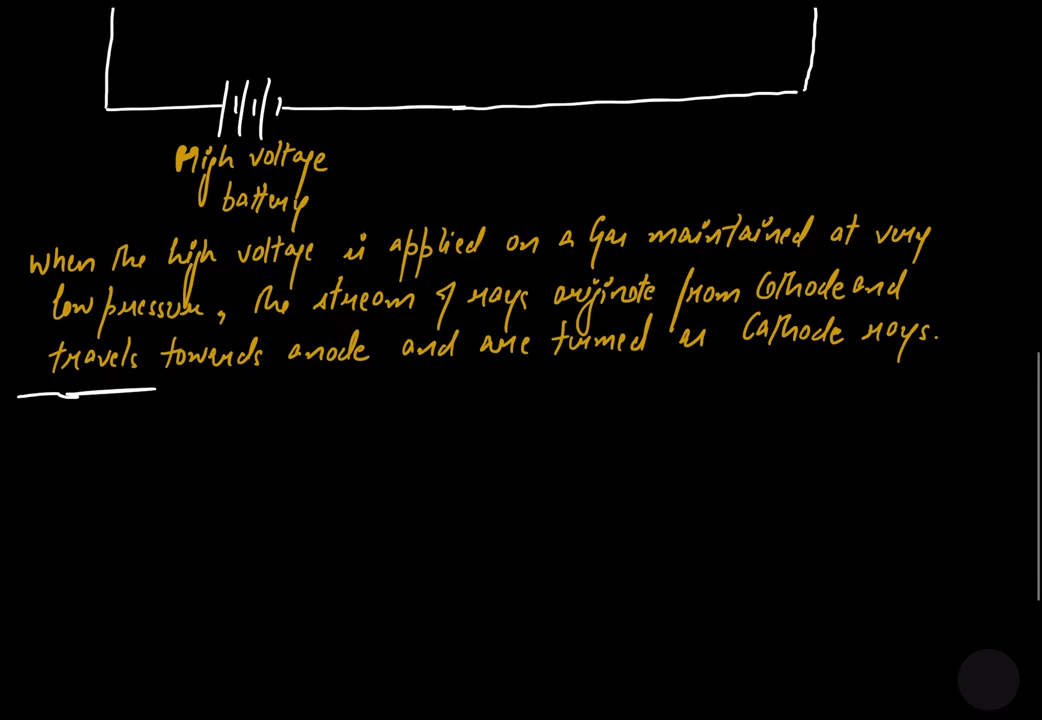 High voltage
battery
When the high voltage is applied on a Gas maintained at very
low pressure, the stream of rays originate from Cathode and
travels towards anode and are turmed as Cathode rays.